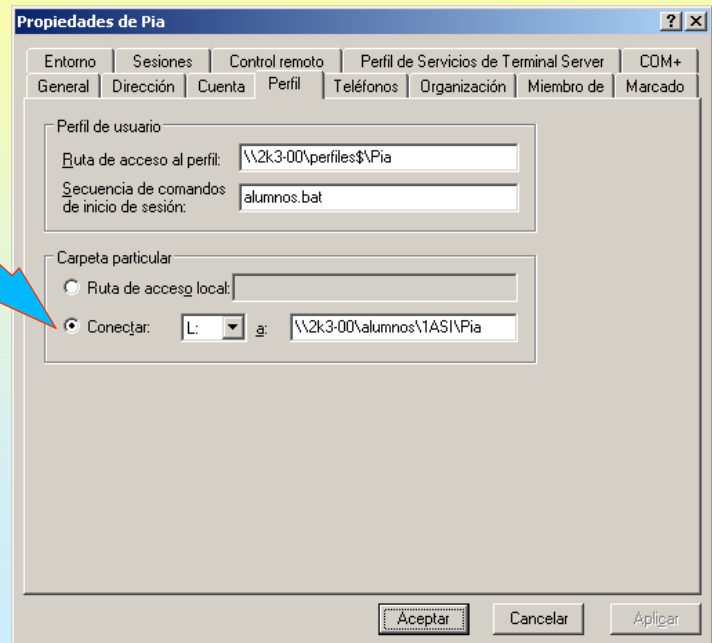 Propiedades de Pia
Entorno Sesiones Control remoto Perfil de Servicios de Terminal Server COM+
General Dirección Cuenta Perfil Teléfonos Organización Miembro de Marcado
Perfil de usuario
Ruta de acceso al perfil: \\2k3-00\perfiles$\Pia
Secuencia de comandos
de inicio de sesión: alumnos.bat
Carpeta particular
Ruta de acceso local:
Conectar: L: a: \\2k3-00\alumnos\1ASI\Pia
Aceptar Cancelar Aplicar